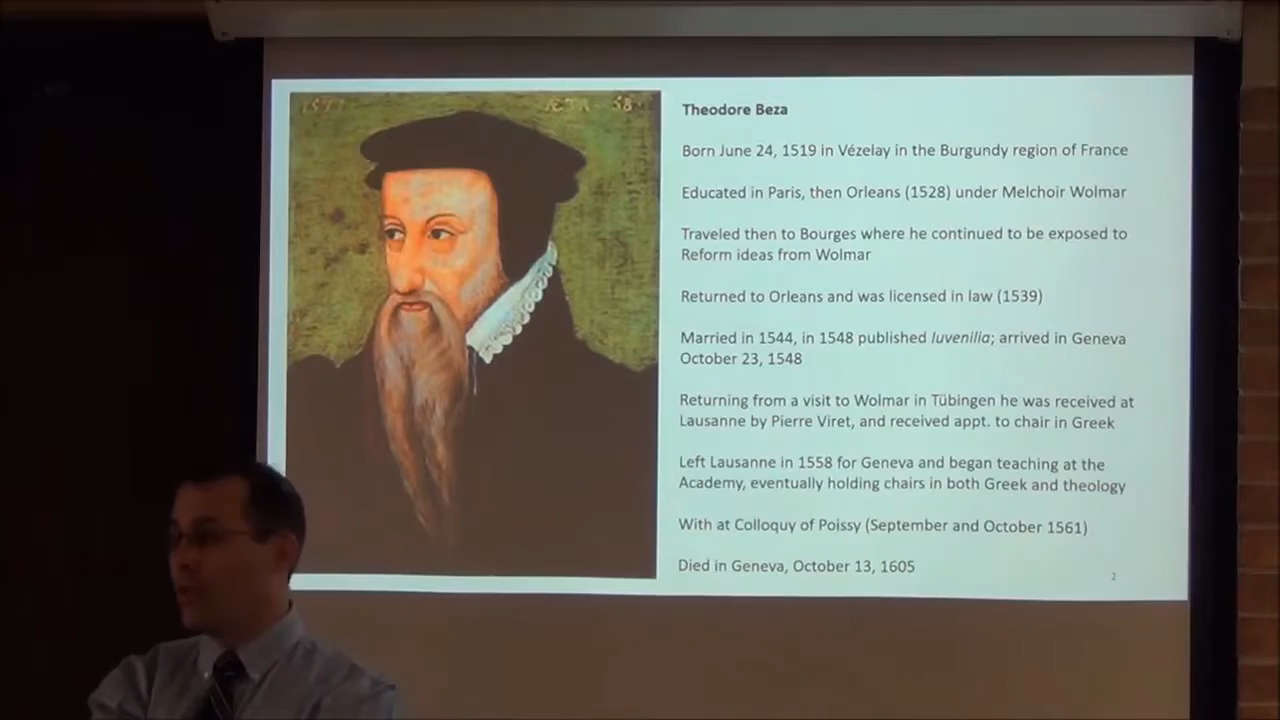 1577 ÆTA 58
Theodore Beza
Born June 24, 1519 in Vézelay in the Burgundy region of France
Educated in Paris, then Orleans (1528) under Melchoir Wolmar
Traveled then to Bourges where he continued to be exposed to
Reform ideas from Wolmar
Returned to Orleans and was licensed in law (1539)
Married in 1544, in 1548 published Iuvenilia; arrived in Geneva
October 23, 1548
Returning from a visit to Wolmar in Tübingen he was received at
Lausanne by Pierre Viret, and received appt. to chair in Greek
Left Lausanne in 1558 for Geneva and began teaching at the
Academy, eventually holding chairs in both Greek and theology
With at Colloquy of Poissy (September and October 1561)
Died in Geneva, October 13, 1605
2